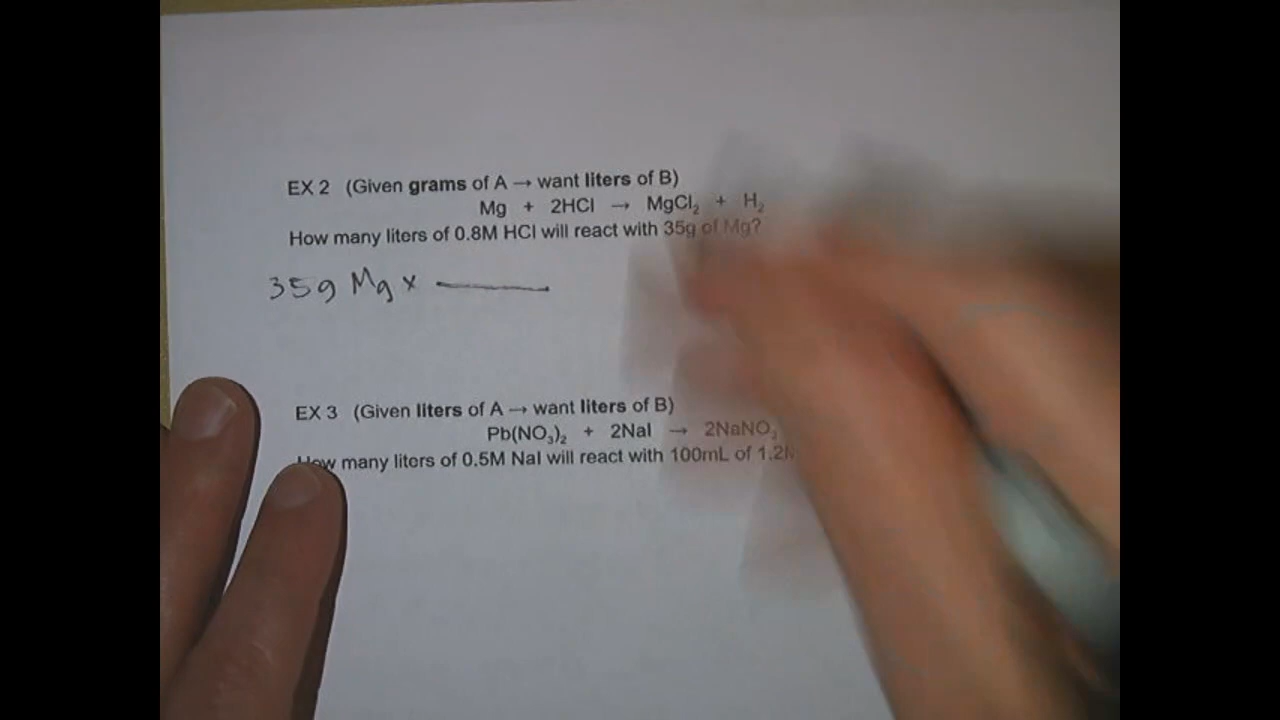 EX 2 (Given grams of A → want liters of B)
Mg + 2HCl → MgCl₂ + H₂
How many liters of 0.8M HCl will react with 35g of Mg?
35g Mg x
EX 3 (Given liters of A → want liters of B)
Pb(NO₃)₂ + 2NaI → 2NaNO₃
How many liters of 0.5M NaI will react with 100mL of 1.2